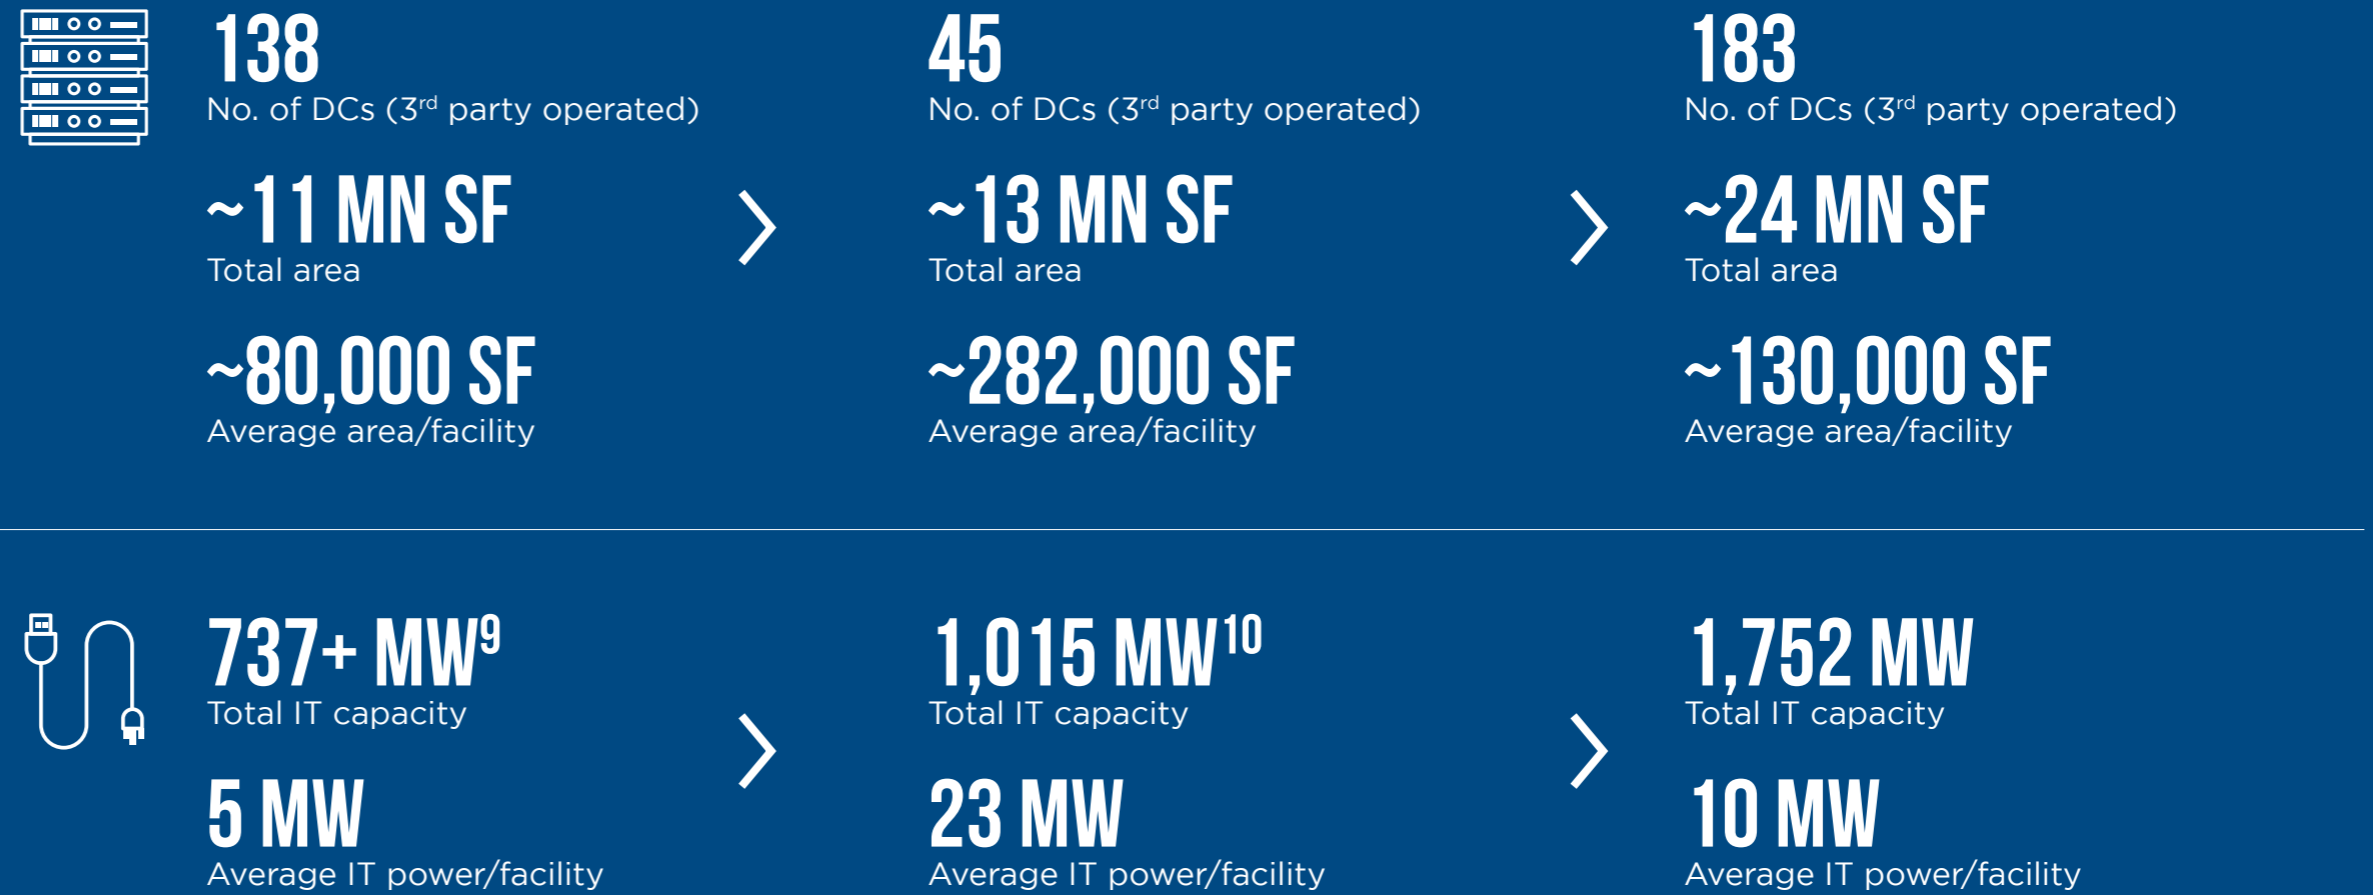 138
No. of DCs (3rd party operated)
~11 MN SF
Total area
~80,000 SF
Average area/facility
45
No. of DCs (3rd party operated)
~13 MN SF
Total area
~282,000 SF
Average area/facility
183
No. of DCs (3rd party operated)
~24 MN SF
Total area
~130,000 SF
Average area/facility
737+ MW9
Total IT capacity
5 MW
Average IT power/facility
1,015 MW10
Total IT capacity
23 MW
Average IT power/facility
1,752 MW
Total IT capacity
10 MW
Average IT power/facility